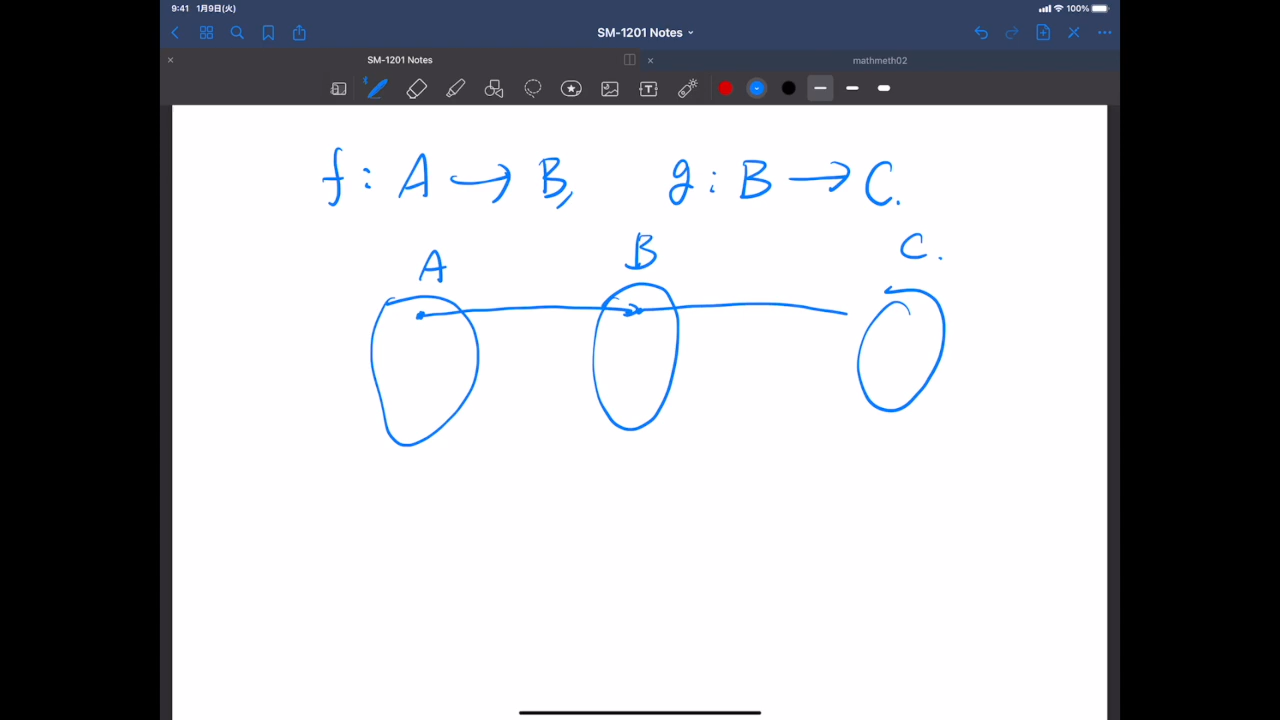 9:41 1月9日(火) 100%
SM-1201 Notes
SM-1201 Notes mathmeth02
f: A → B, g: B → C.
A B C.